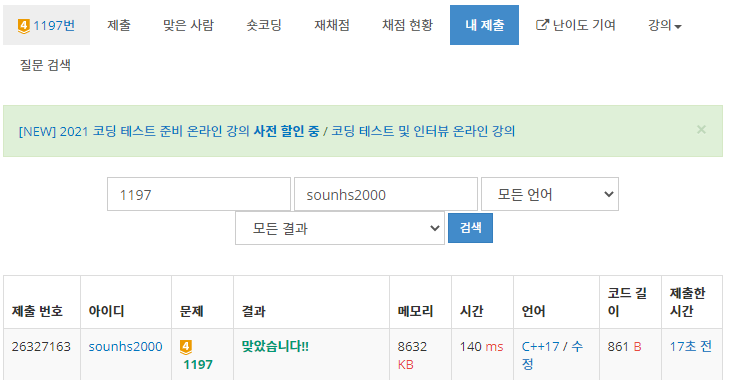 4 1197번 제출 맞은 사람 숏코딩 재채점 채점 현황 내 제출 난이도 기여 강의
질문 검색
[NEW] 2021 코딩 테스트 준비 온라인 강의 사전 할인 중 / 코딩 테스트 및 인터뷰 온라인 강의 ×
1197 sounhs2000 모든 언어
모든 결과 검색
제출 번호 아이디 문제 결과 메모리 시간 언어 코드 길이 제출한 시간
26327163 sounhs2000 4 1197 맞았습니다!! 8632 KB 140 ms C++17 / 수정 861 B 17초 전